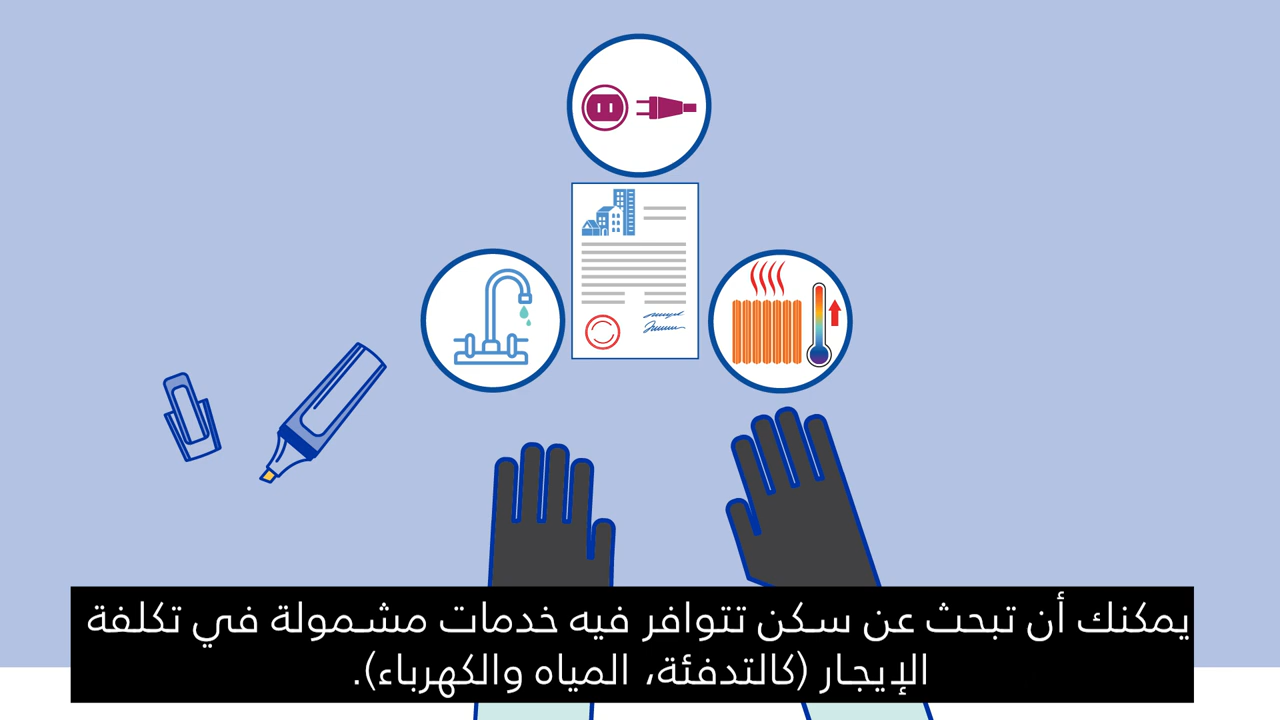 يمكنك أن تبحث عن سكن تتوافر فيه خدمات مشمولة في تكلفة
الإيجار (كالتدفئة، المياه والكهرباء).